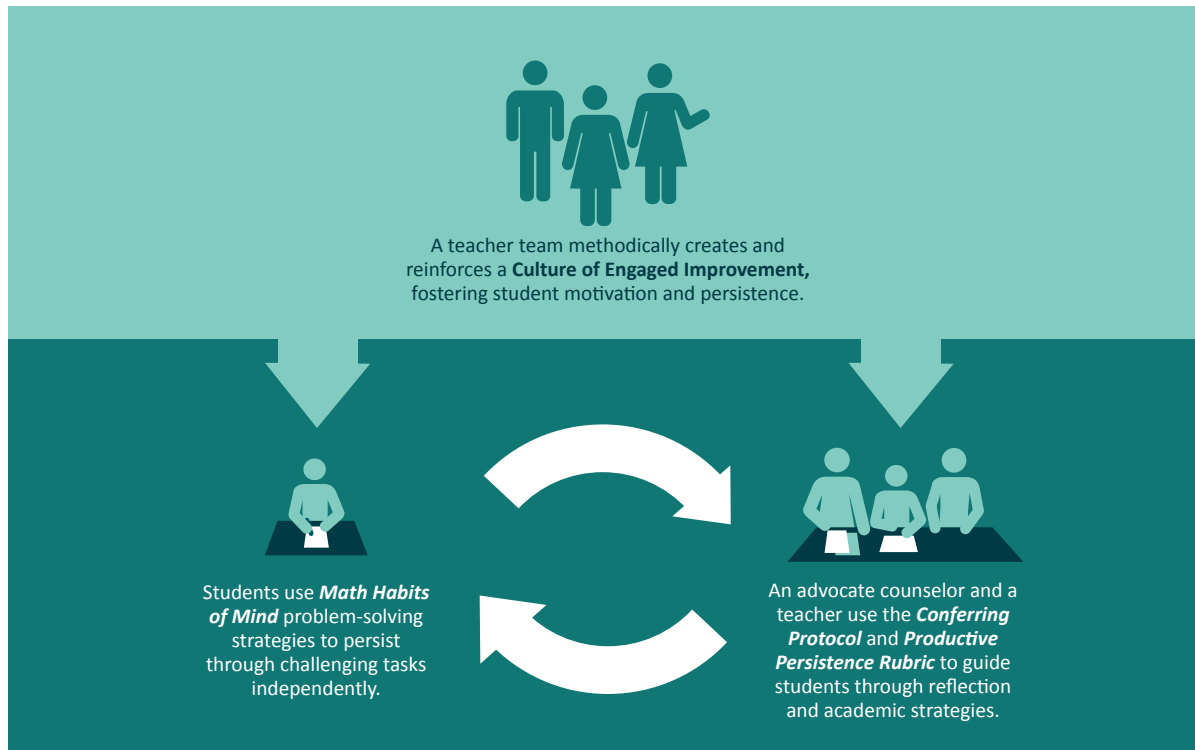 A teacher team methodically creates and
reinforces a Culture of Engaged Improvement,
fostering student motivation and persistence.
Students use Math Habits
of Mind problem-solving
strategies to persist
through challenging tasks
independently.
An advocate counselor and a
teacher use the Conferring
Protocol and Productive
Persistence Rubric to guide
students through reflection
and academic strategies.